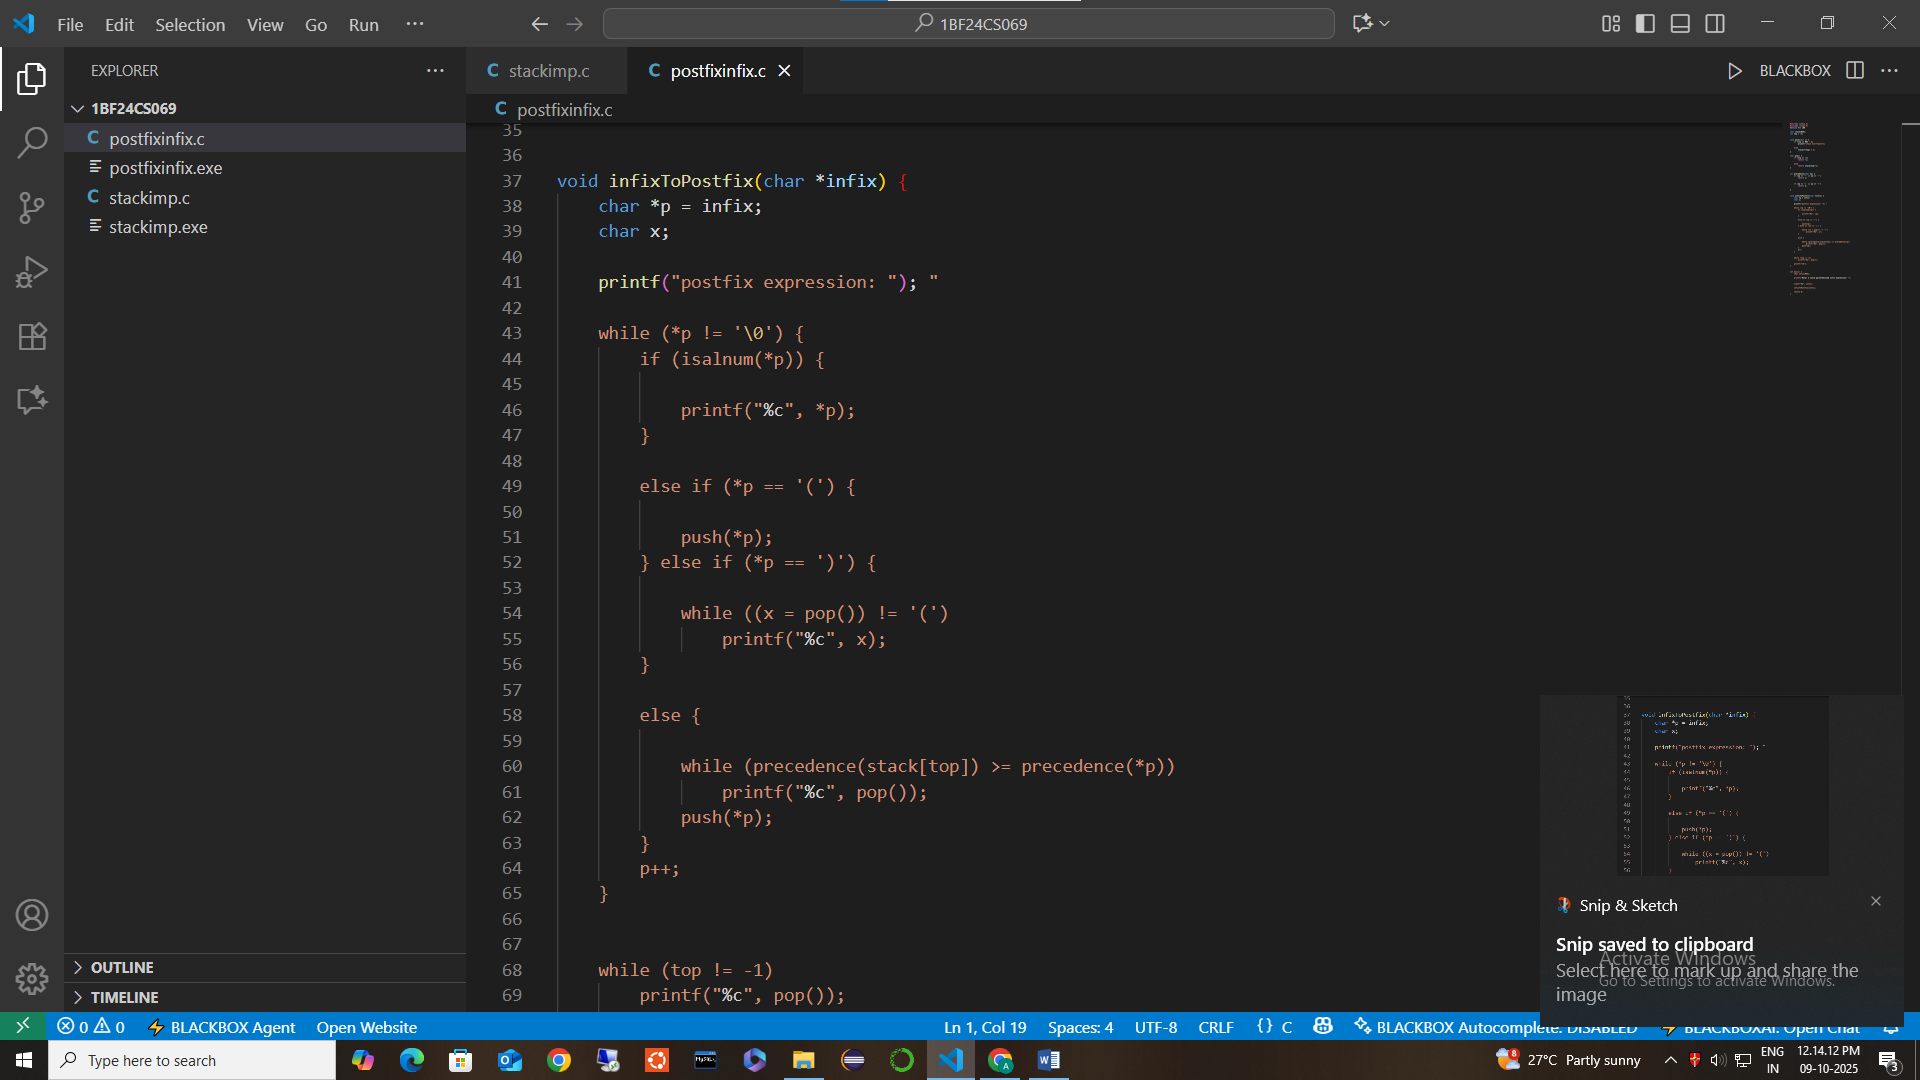 File Edit Selection View Go Run ···
1BF24CS069
EXPLORER
1BF24CS069
postfixinfix.c
postfixinfix.exe
stackimp.c
stackimp.exe
OUTLINE
TIMELINE
C stackimp.c
C postfixinfix.c
BLACKBOX
C postfixinfix.c
35
36
37 void infixToPostfix(char *infix) {
38 char *p = infix;
39 char x;
40
41 printf("postfix expression: "); "
42
43 while (*p != '\0') {
44 if (isalnum(*p)) {
45
46 printf("%c", *p);
47 }
48
49 else if (*p == '(') {
50
51 push(*p);
52 } else if (*p == ')') {
53
54 while ((x = pop()) != '(')
55 printf("%c", x);
56 }
57
58 else {
59
60 while (precedence(stack[top]) >= precedence(*p))
61 printf("%c", pop());
62 push(*p);
63 }
64 p++;
65 }
66
67
68 while (top != -1)
69 printf("%c", pop());
Snip & Sketch
Snip saved to clipboard
Select here to mark up and share the
image
Activate Windows
Go to Settings to activate Windows.
0 0 BLACKBOX Agent Open Website
Ln 1, Col 19 Spaces: 4 UTF-8 CRLF {} C BLACKBOX Autocomplete: DISABLED BLACKBOXAI: Open Chat
Type here to search
27°C Partly sunny
ENG
IN
12.14.12 PM
09-10-2025
3